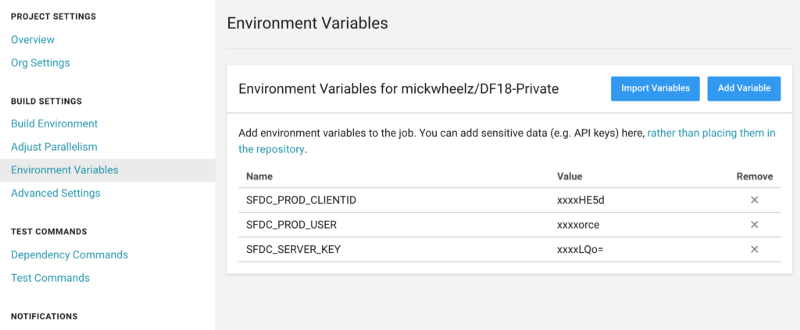 PROJECT SETTINGS
Overview
Org Settings
BUILD SETTINGS
Build Environment
Adjust Parallelism
Environment Variables
Advanced Settings
TEST COMMANDS
Dependency Commands
Test Commands
NOTIFICATIONS
Environment Variables
Environment Variables for mickwheelz/DF18-Private
Import Variables
Add Variable
Add environment variables to the job. You can add sensitive data (e.g. API keys) here, rather than placing them in
the repository.
Name Value Remove
SFDC_PROD_CLIENTID xxxxHE5d ×
SFDC_PROD_USER xxxxorce ×
SFDC_SERVER_KEY xxxxLQo= ×